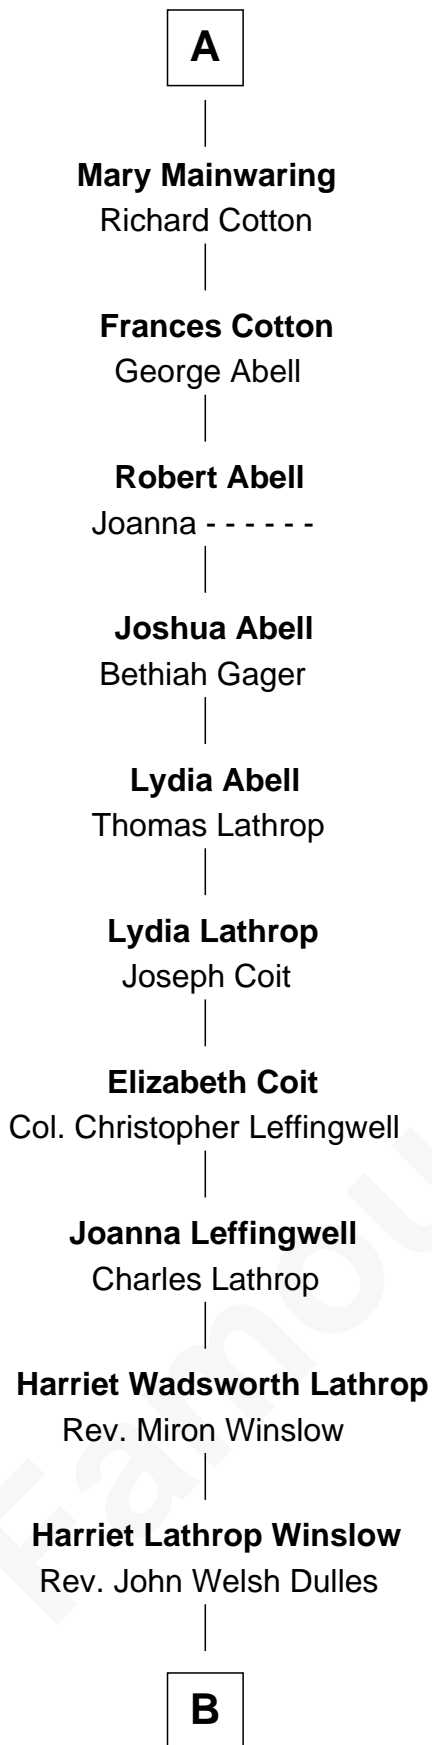 A
Mary Mainwaring
Richard Cotton
Frances Cotton
George Abell
Robert Abell
Joanna - - - - - -
Joshua Abell
Bethiah Gager
Lydia Abell
Thomas Lathrop
Lydia Lathrop
Joseph Coit
Elizabeth Coit
Col. Christopher Leffingwell
Joanna Leffingwell
Charles Lathrop
Harriet Wadsworth Lathrop
Rev. Miron Winslow
Harriet Lathrop Winslow
Rev. John Welsh Dulles
B
Famou